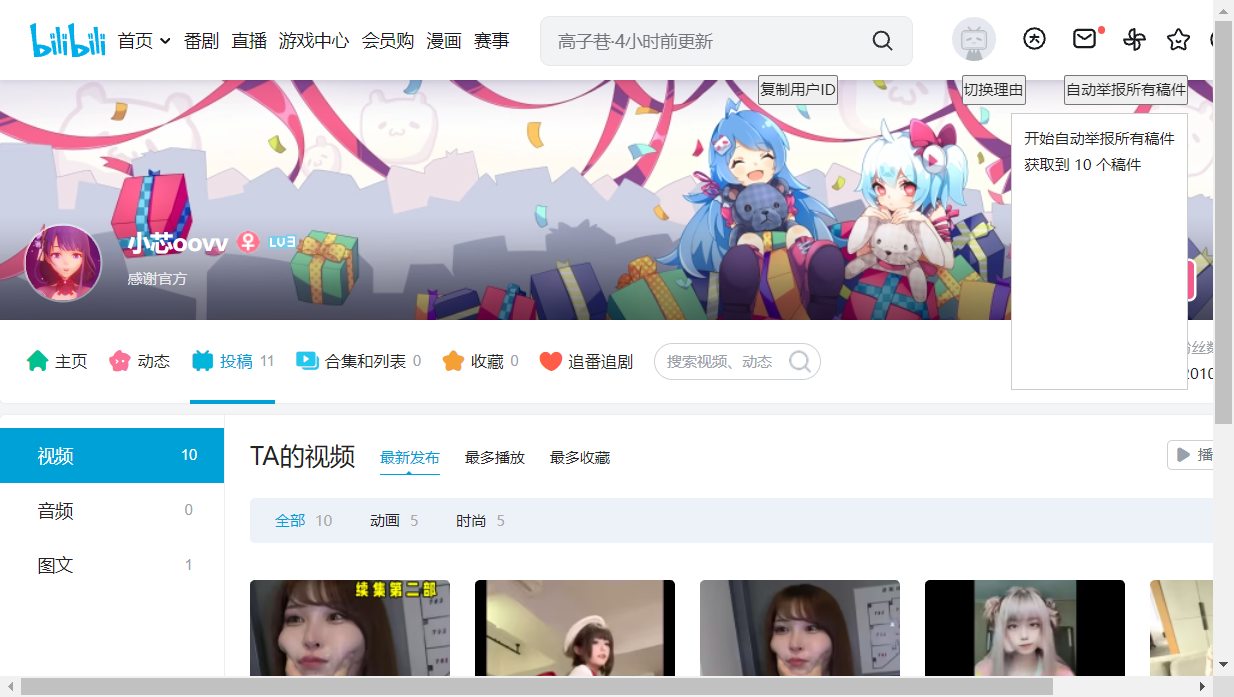 bilibili 首页 番剧 直播 游戏中心 会员购 漫画 赛事 高子巷·4小时前更新
复制用户ID 切换理由 自动举报所有稿件
开始自动举报所有稿件
获取到 10 个稿件
小芯oovv LV3
感谢官方
主页 动态 投稿 11 合集和列表 0 收藏 0 追番追剧 搜索视频、动态
视频 10
音频 0
图文 1
TA的视频 最新发布 最多播放 最多收藏 播
全部 10 动画 5 时尚 5
续集第二部